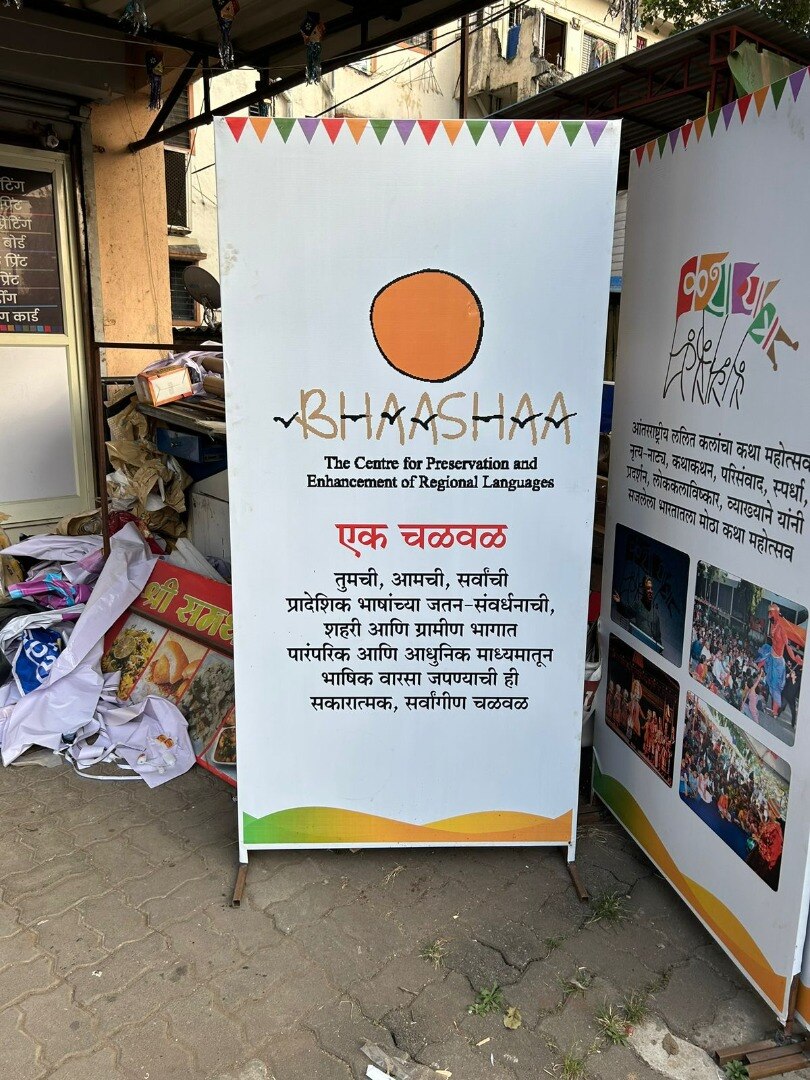 BHAASHAA
The Centre for Preservation and
Enhancement of Regional Languages
एक चळवळ
तुमची, आमची, सर्वांची
प्रादेशिक भाषांच्या जतन-संवर्धनाची,
शहरी आणि ग्रामीण भागात
पारंपरिक आणि आधुनिक माध्यमातून
भाषिक वारसा जपण्याची ही
सकारात्मक, सर्वांगीण चळवळ
कथायात्रा
आंतरराष्ट्रीय ललित कलांचा कथा महोत्सव
नृत्य-नाट्य, कथाकथन, परिसंवाद, स्पर्धा,
प्रदर्शन, लोककलाविष्कार, व्याख्याने यांनी
सजलेला भारतातला मोठा कथा महोत्सव
प्रिंट
बोर्ड
प्रिंट
कार्ड
श्री समर्थ